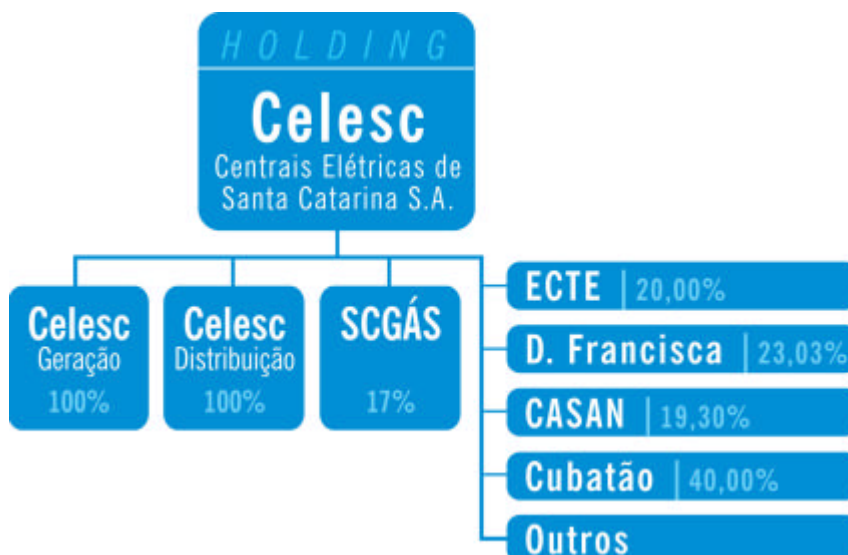 HOLDING
Celesc
Centrais Elétricas de
Santa Catarina S.A.
Celesc
Geração
100%
Celesc
Distribuição
100%
SCGÁS
17%
ECTE | 20,00%
D. Francisca | 23,03%
CASAN | 19,30%
Cubatão | 40,00%
Outros